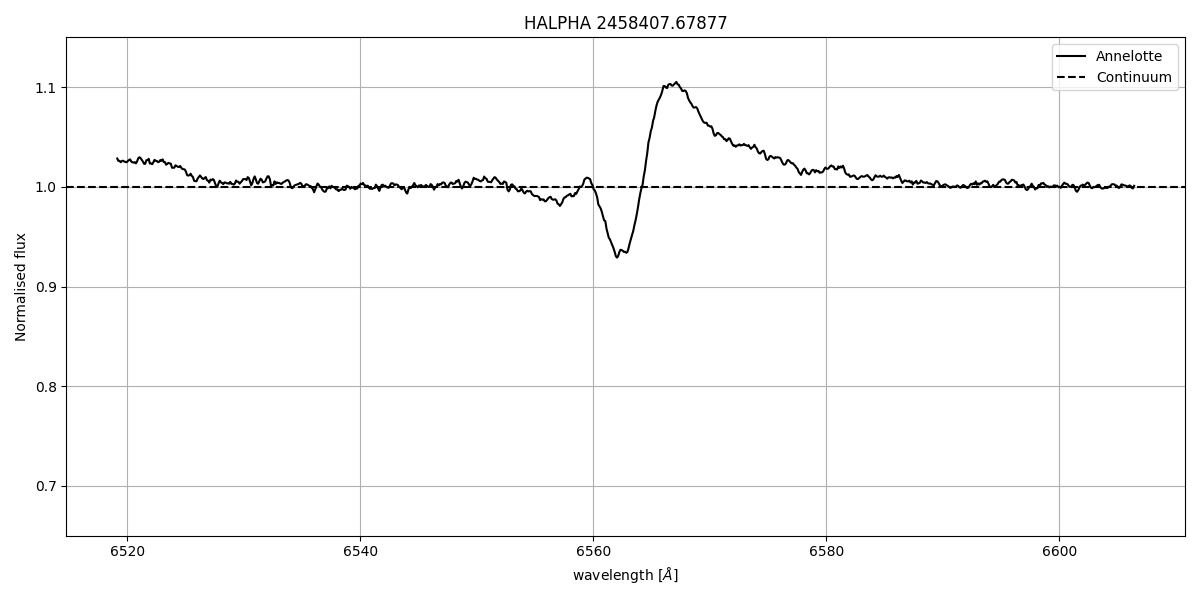 HALPHA 2458407.67877
Annelotte
Continuum
1.1
1.0
0.9
0.8
0.7
Normalised flux
6520 6540 6560 6580 6600
wavelength [Å]